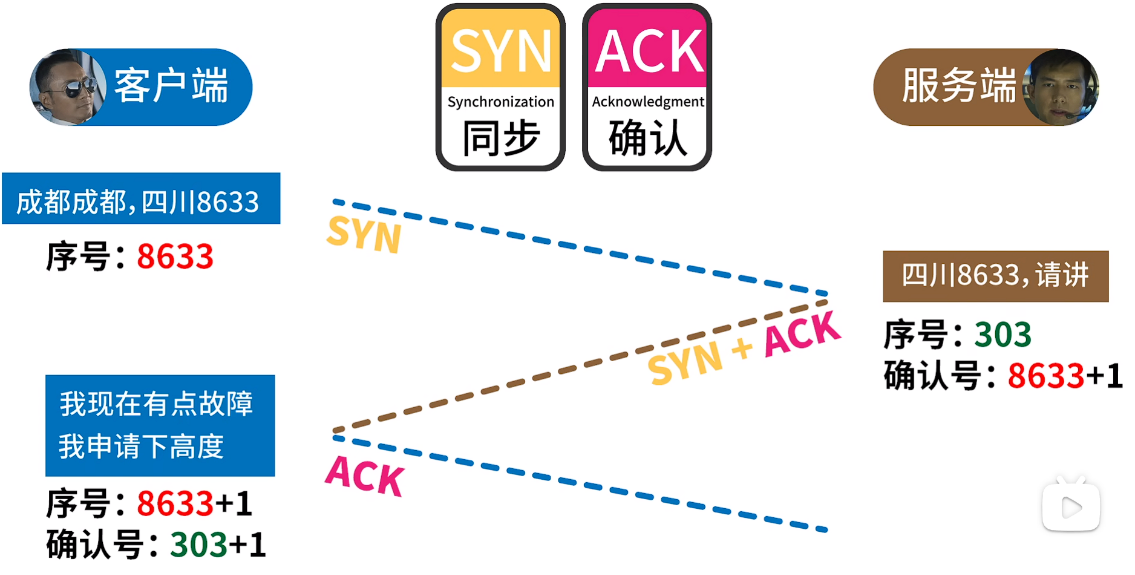 SYN
Synchronization
同步
ACK
Acknowledgment
确认
客户端
服务端
成都成都，四川8633
序号：8633
SYN
四川8633，请讲
序号：303
确认号：8633+1
SYN + ACK
我现在有点故障
我申请下高度
序号：8633+1
确认号：303+1
ACK